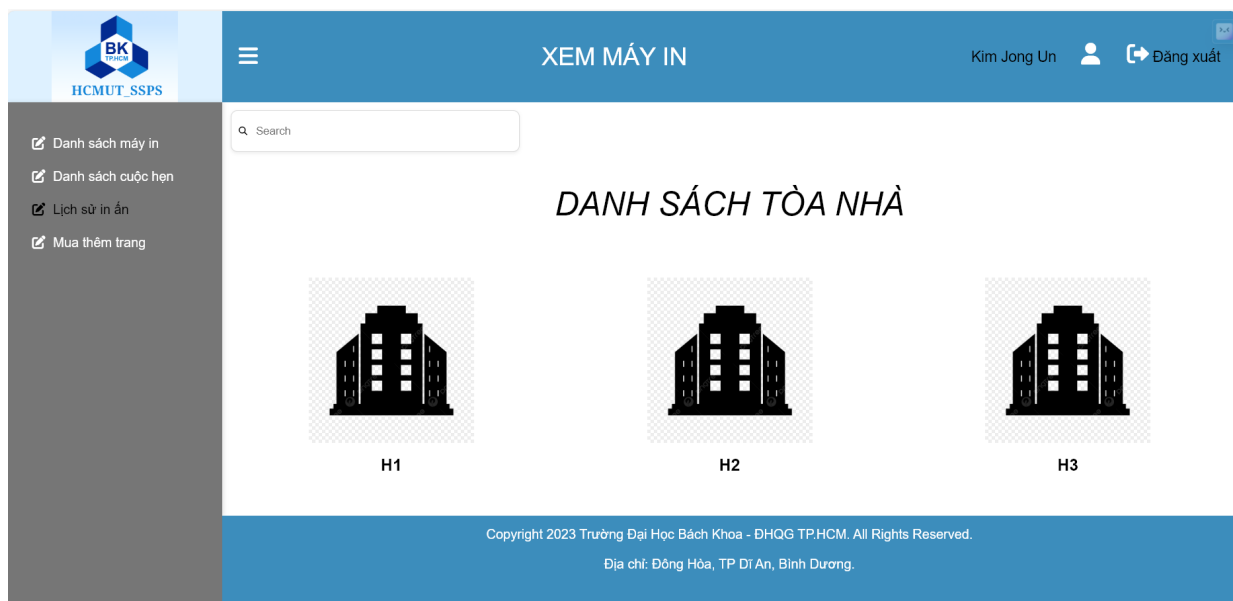 BK
TP.HCM
HCMUT_SSPS
XEM MÁY IN
Kim Jong Un
Đăng xuất
Danh sách máy in
Danh sách cuộc hẹn
Lịch sử in ấn
Mua thêm trang
Search
DANH SÁCH TÒA NHÀ
H1
H2
H3
Copyright 2023 Trường Đại Học Bách Khoa - ĐHQG TP.HCM. All Rights Reserved.
Địa chỉ: Đông Hòa, TP Dĩ An, Bình Dương.